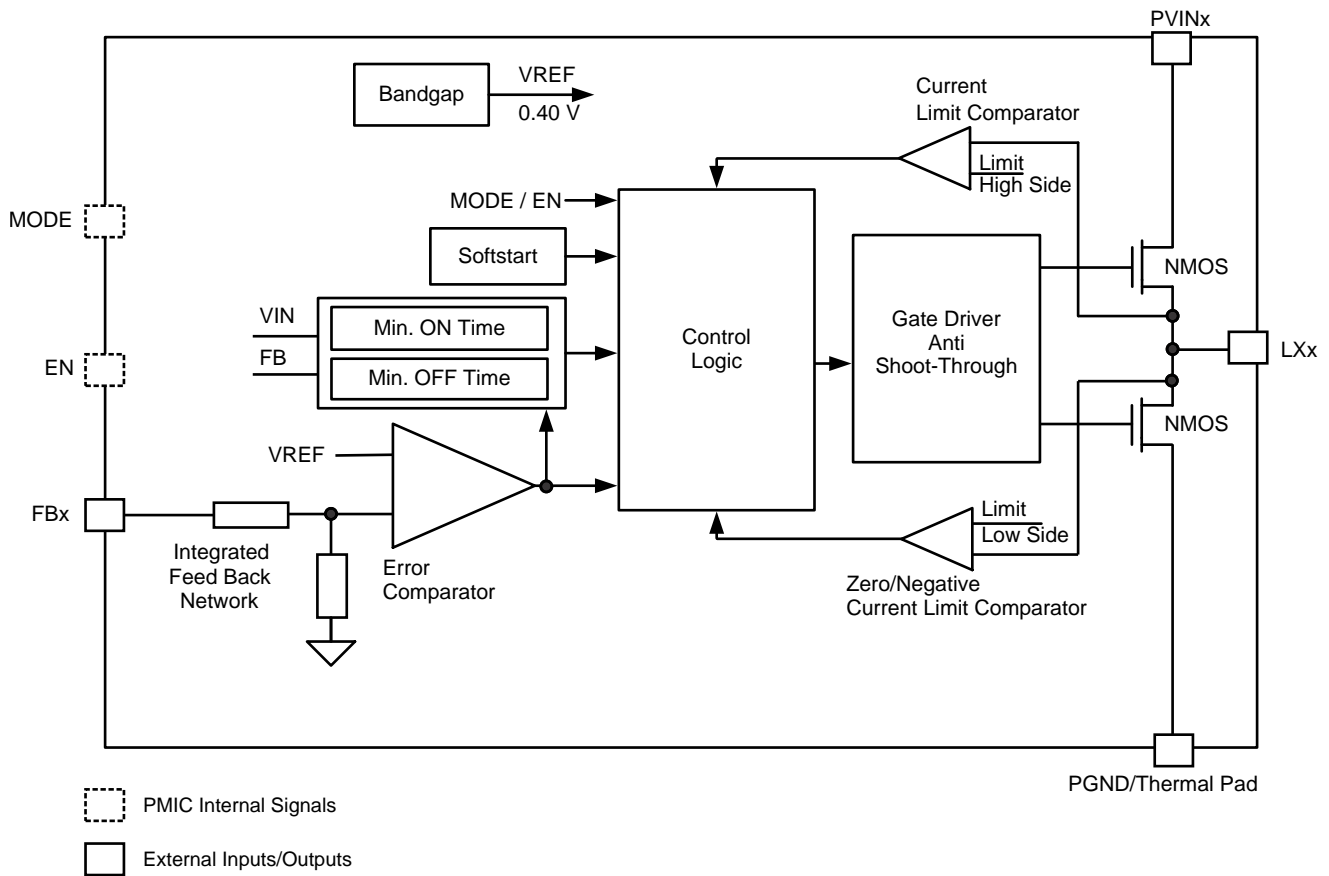 PVINx
Bandgap
VREF
0.40 V
Current
Limit Comparator
Limit
High Side
MODE
MODE / EN
Softstart
NMOS
VIN
Min. ON Time
FB
Min. OFF Time
EN
Control
Logic
Gate Driver
Anti
Shoot-Through
LXx
NMOS
VREF
FBx
Integrated
Feed Back
Network
Error
Comparator
Limit
Low Side
Zero/Negative
Current Limit Comparator
PGND/Thermal Pad
PMIC Internal Signals
External Inputs/Outputs